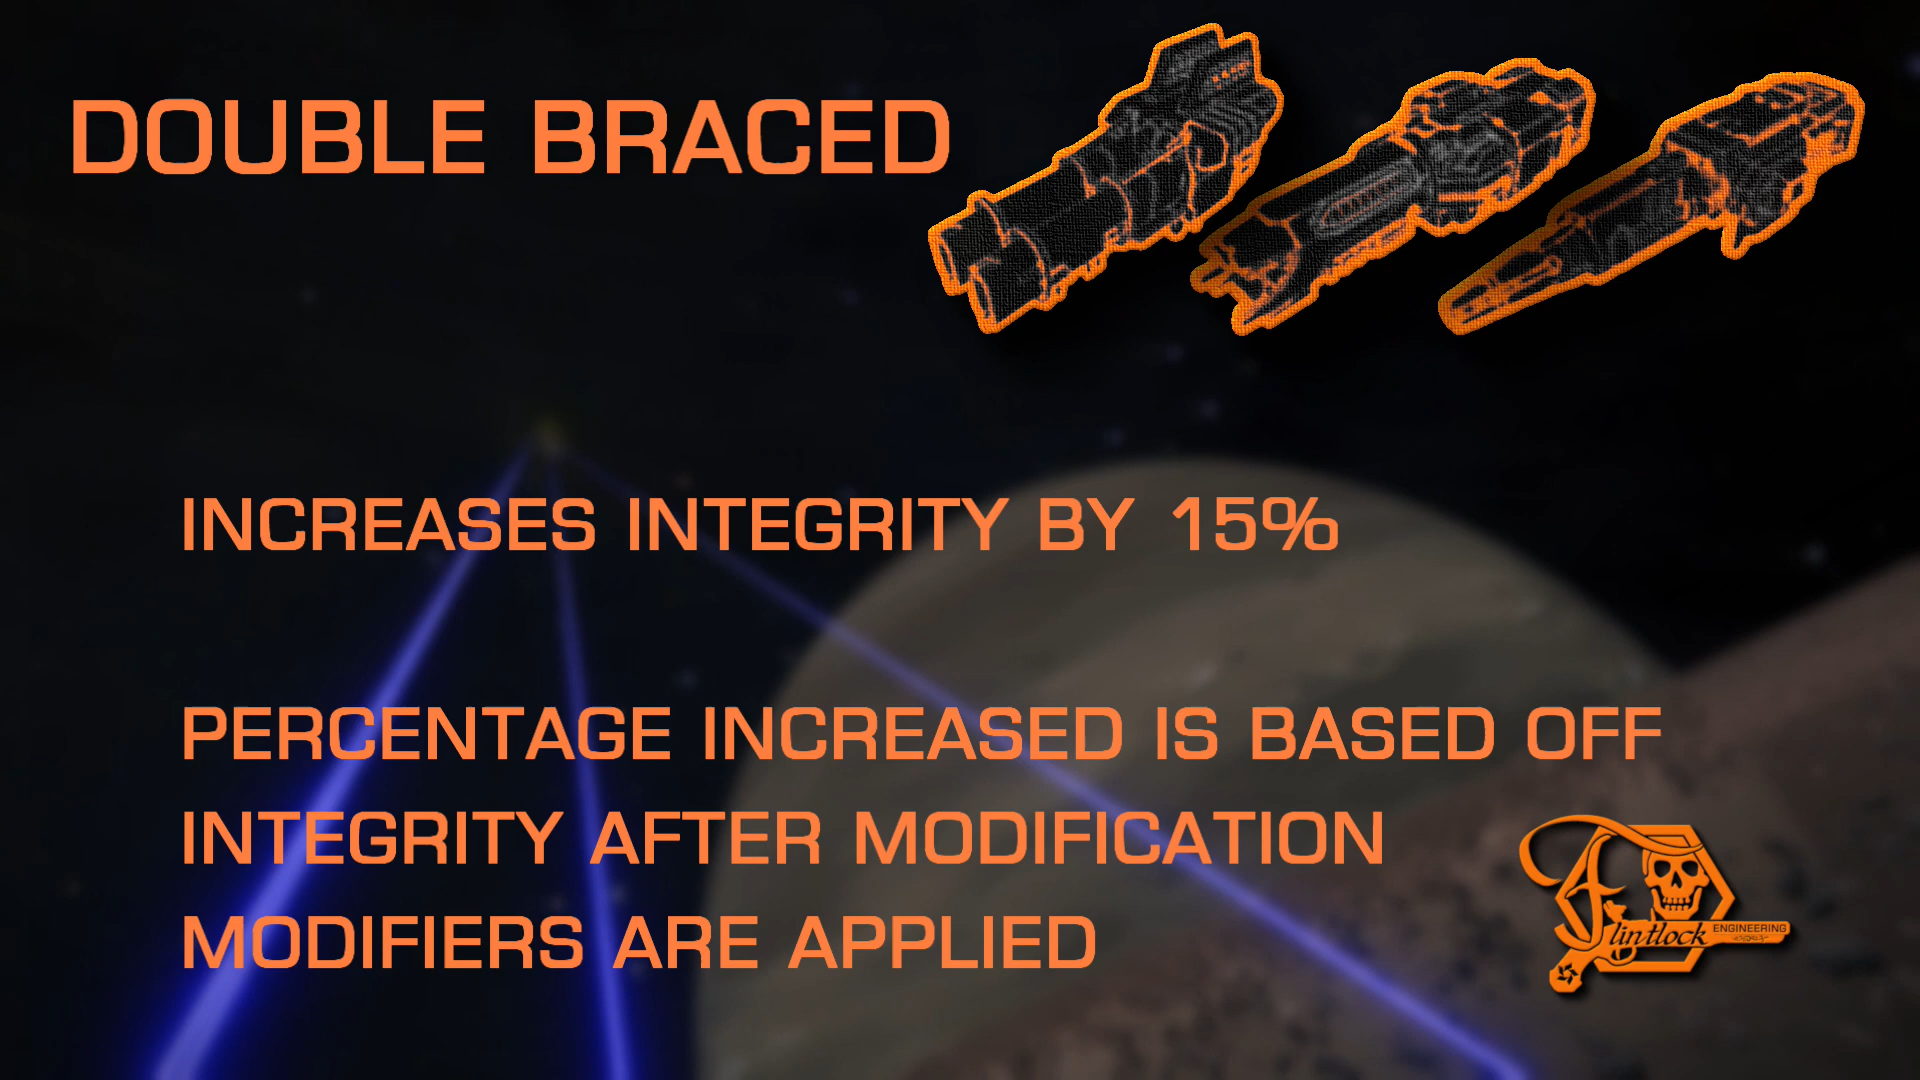 DOUBLE BRACED
INCREASES INTEGRITY BY 15%
PERCENTAGE INCREASED IS BASED OFF
INTEGRITY AFTER MODIFICATION
MODIFIERS ARE APPLIED
Flintlock ENGINEERING